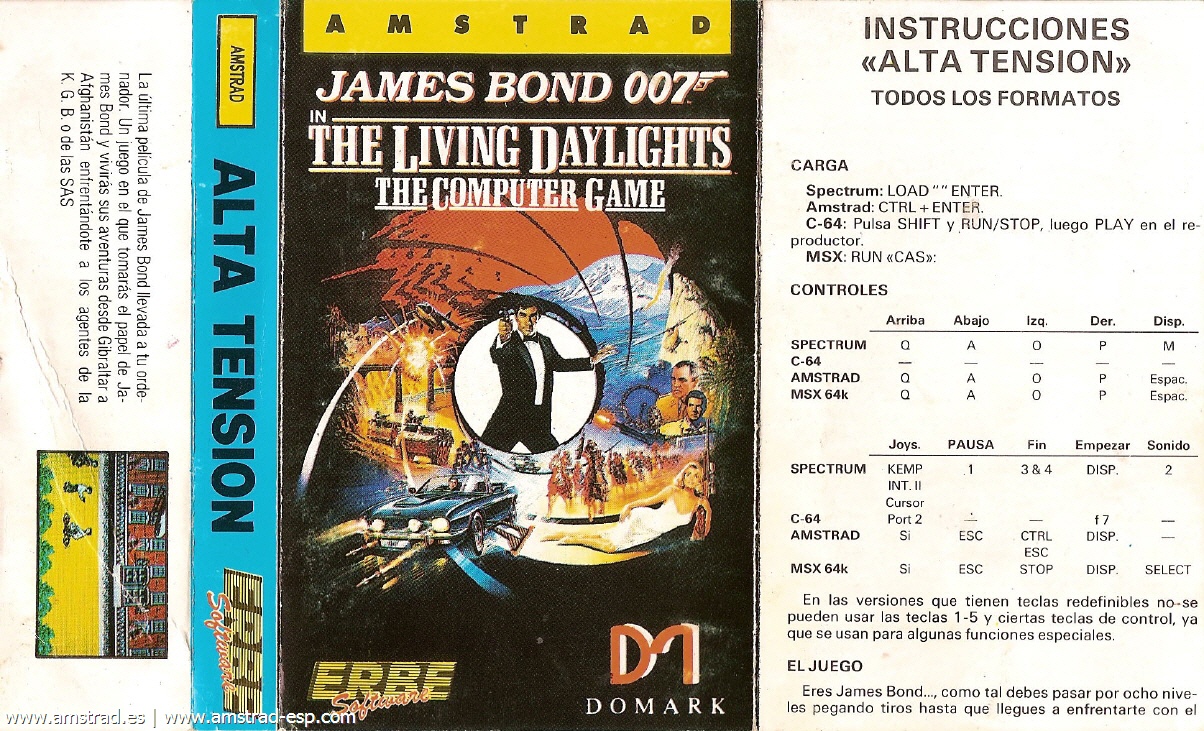 La última película de James Bond llevada a tu orde-
nador. Un juego en el que tomarás el papel de Ja-
mes Bond y vivirás sus aventuras desde Gibraltar a
Afghanistán enfrentándote a los agentes de la
K. G. B. o de las SAS
AMSTRAD
ALTA TENSION
ERBE
Software
AMSTRAD
JAMES BOND 007
IN
THE LIVING DAYLIGHTS
THE COMPUTER GAME
ERBE
Software
DOMARK
INSTRUCCIONES
«ALTA TENSION»
TODOS LOS FORMATOS
CARGA
Spectrum: LOAD "" ENTER.
Amstrad: CTRL + ENTER.
C-64: Pulsa SHIFT y RUN/STOP, luego PLAY en el re-
productor.
MSX: RUN «CAS»:
CONTROLES
Arriba Abajo Izq. Der. Disp.
SPECTRUM Q A O P M
C-64 — — — — —
AMSTRAD Q A O P Espac.
MSX 64k Q A O P Espac.
Joys. PAUSA Fin Empezar Sonido
SPECTRUM KEMP 1 3 & 4 DISP. 2
INT. II
Cursor
C-64 Port 2 — — f 7 —
AMSTRAD Si ESC CTRL DISP. —
ESC
MSX 64k Si ESC STOP DISP. SELECT
En las versiones que tienen teclas redefinibles no se
pueden usar las teclas 1-5 y ciertas teclas de control, ya
que se usan para algunas funciones especiales.
EL JUEGO
Eres James Bond..., como tal debes pasar por ocho nive-
les pegando tiros hasta que llegues a enfrentarte con el
www.amstrad.es | www.amstrad-esp.com